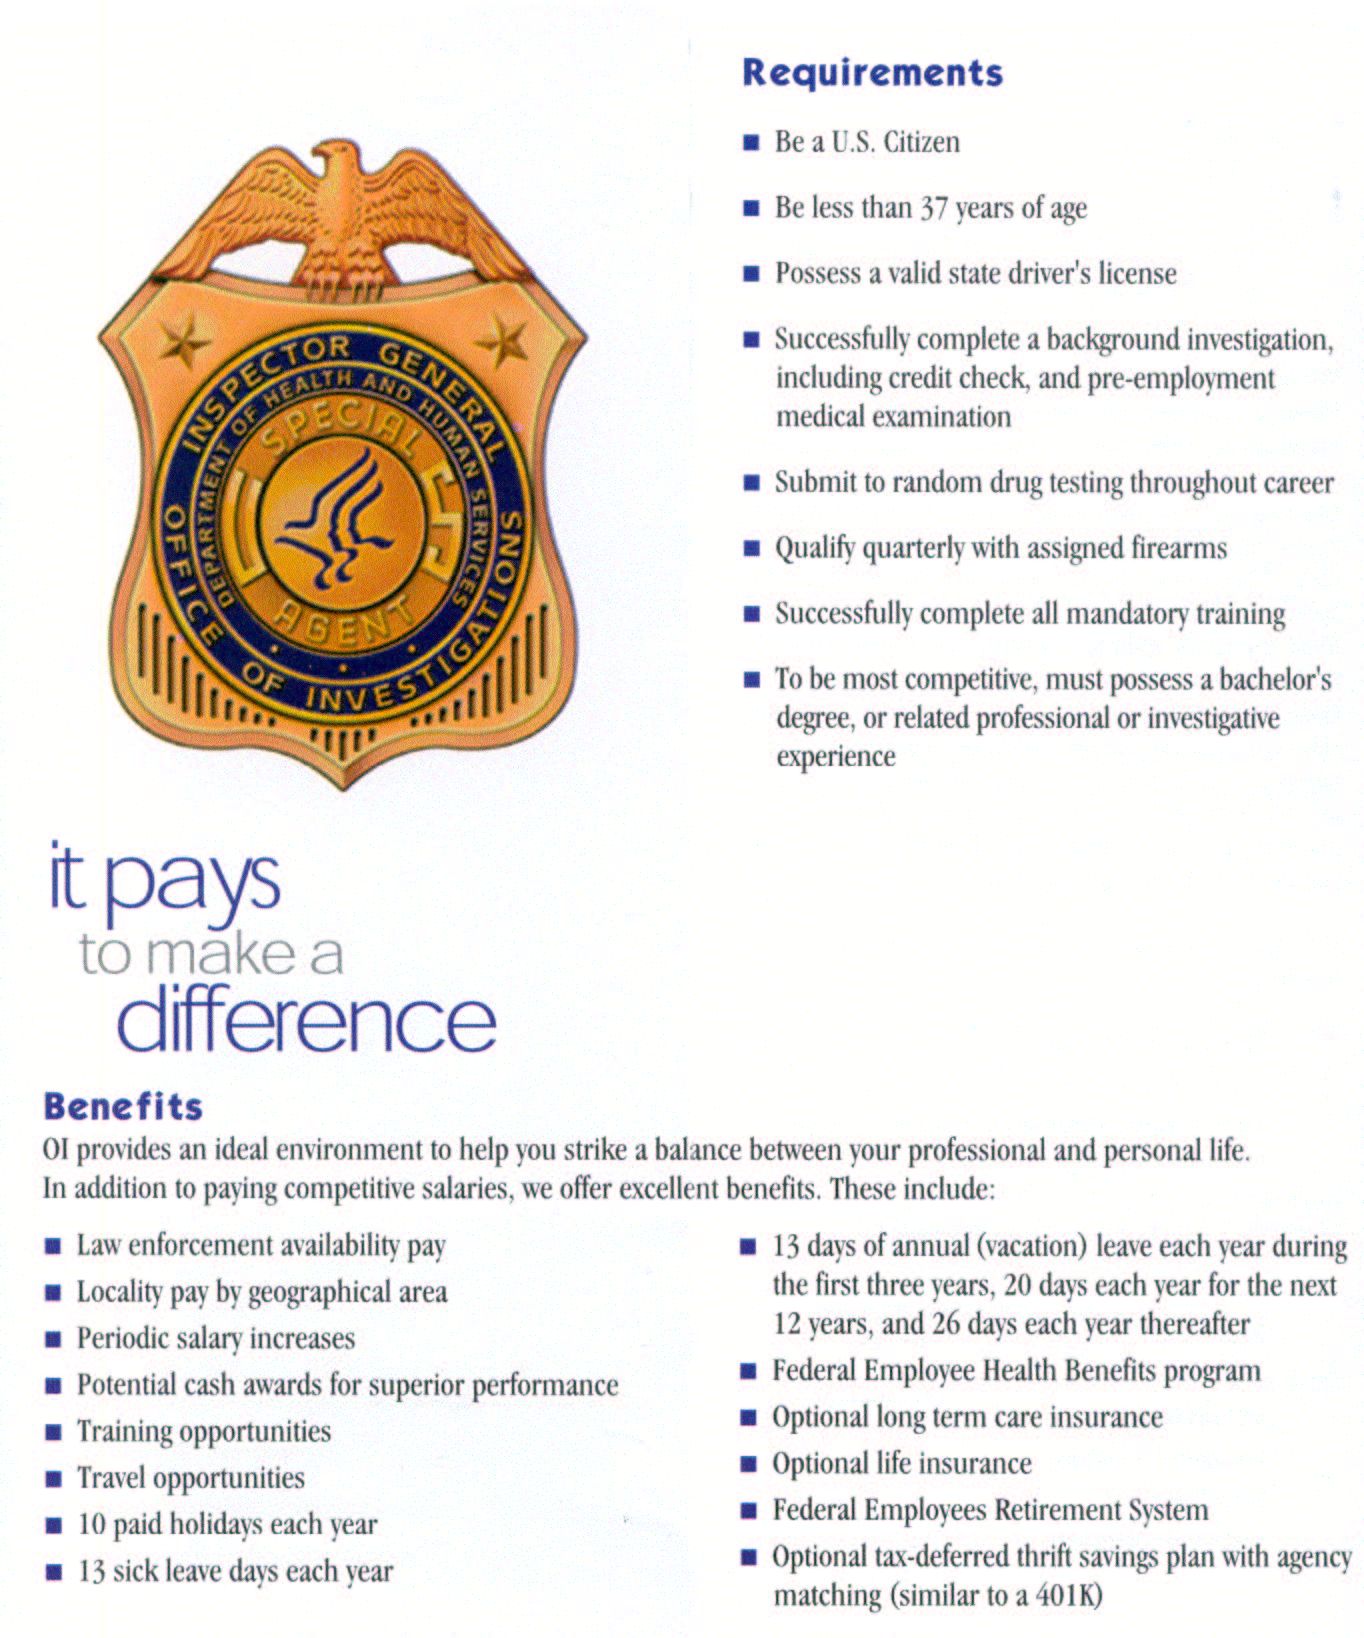 INSPECTOR GENERAL
DEPARTMENT OF HEALTH AND HUMAN SERVICES
SPECIAL
AGENT
OFFICE OF INVESTIGATIONS
it pays
to make a
difference
Requirements
Be a U.S. Citizen
Be less than 37 years of age
Possess a valid state driver's license
Successfully complete a background investigation,
including credit check, and pre-employment
medical examination
Submit to random drug testing throughout career
Qualify quarterly with assigned firearms
Successfully complete all mandatory training
To be most competitive, must possess a bachelor's
degree, or related professional or investigative
experience
Benefits
OI provides an ideal environment to help you strike a balance between your professional and personal life.
In addition to paying competitive salaries, we offer excellent benefits. These include:
Law enforcement availability pay
Locality pay by geographical area
Periodic salary increases
Potential cash awards for superior performance
Training opportunities
Travel opportunities
10 paid holidays each year
13 sick leave days each year
13 days of annual (vacation) leave each year during
the first three years, 20 days each year for the next
12 years, and 26 days each year thereafter
Federal Employee Health Benefits program
Optional long term care insurance
Optional life insurance
Federal Employees Retirement System
Optional tax-deferred thrift savings plan with agency
matching (similar to a 401K)